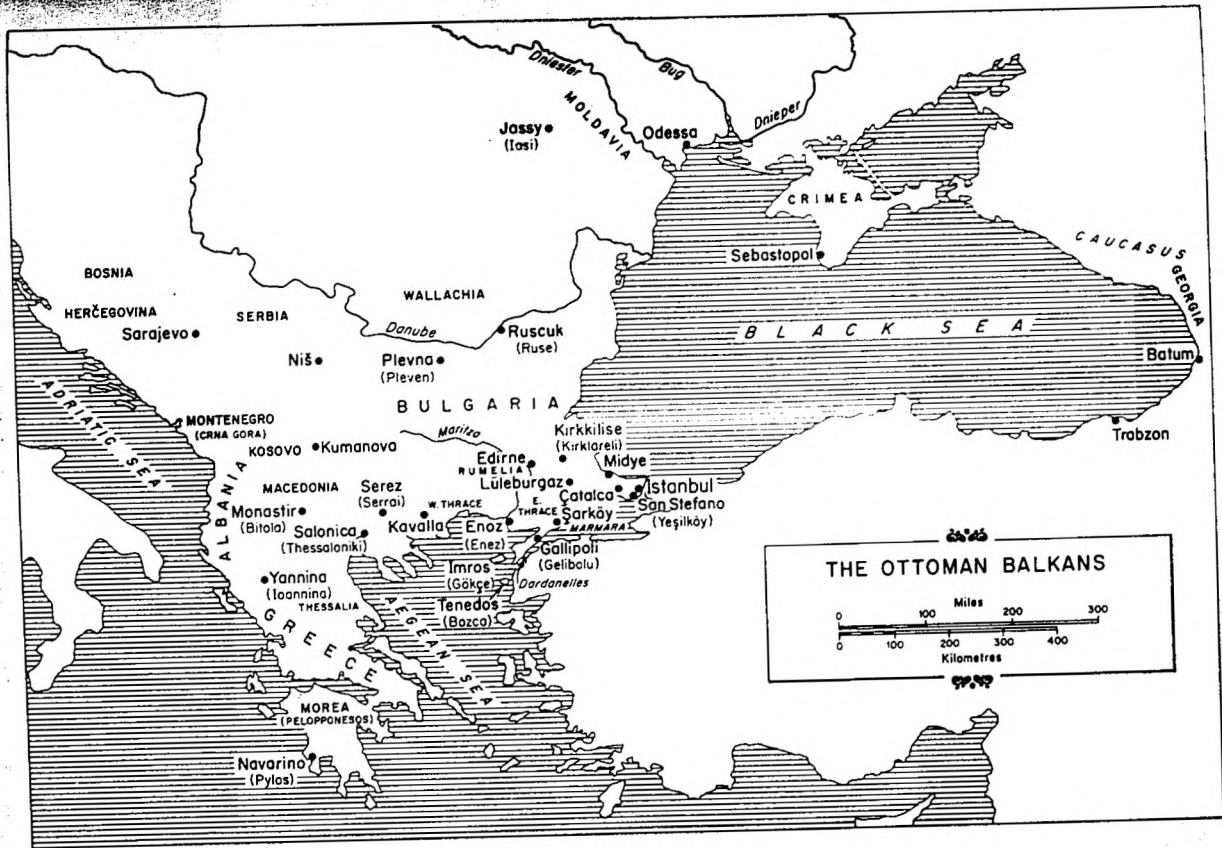 Dniester
Bug
Dnieper
MOLDAVIA
Jassy
(Iasi)
Odessa
CRIMEA
Sebastopol
CAUCASUS
GEORGIA
BOSNIA
HERČEGOVINA
Sarajevo
SERBIA
WALLACHIA
Danube
Ruscuk
(Ruse)
BLACK SEA
Batum
Niš
Plevna
(Pleven)
ADRIATIC SEA
MONTENEGRO
(CRNA GORA)
BULGARIA
Trabzon
KOSOVO
Kumanova
Maritza
Kırkkilise
(Kırklareli)
Edirne
RUMELIA
Midye
Lüleburgaz
ALBANIA
MACEDONIA
Serez
(Serrai)
W. THRACE
E.
THRACE
Çatalca
İstanbul
San Stefano
(Yeşilköy)
Monastir
(Bitola)
Salonica
(Thessaloniki)
Kavalla
Enoz
(Enez)
Şarköy
MARMARA
Gallipoli
(Gelibolu)
Imros
(Gökçe)
Dardanelles
Tenedos
(Bozca)
Yannina
(Ioannina)
THESSALIA
GREECE
AEGEAN SEA
MOREA
(PELOPPONESOS)
Navarino
(Pylos)
THE OTTOMAN BALKANS
Miles
0 100 200 300
0 100 200 300 400
Kilometres